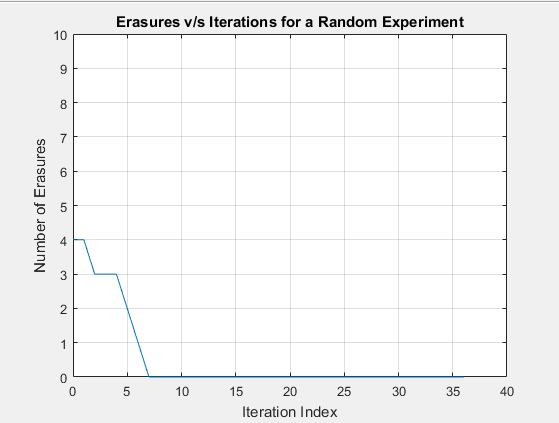 Erasures v/s Iterations for a Random Experiment
10
9
8
7
6
5
4
3
2
1
0
Number of Erasures
0 5 10 15 20 25 30 35 40
Iteration Index